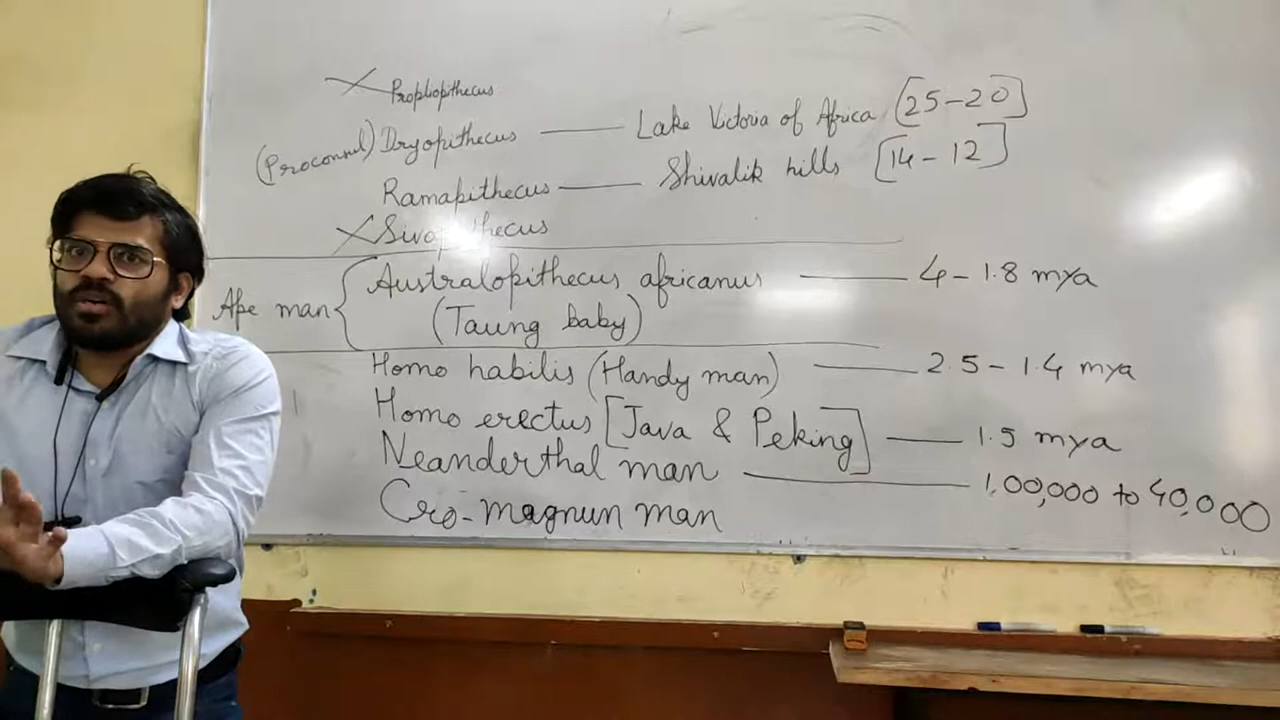 Propliopithecus
(Proconsul) Dryopithecus — Lake Victoria of Africa [25-20]
Ramapithecus — Shivalik hills [14-12]
Sivapithecus
Ape man { Australopithecus africanus — 4-1.8 mya
(Taung baby)
Homo habilis (Handy man) — 2.5-1.4 mya
Homo erectus [Java & Peking] — 1.5 mya
Neanderthal man — 1,00,000 to 40,000
Cro-magnun man